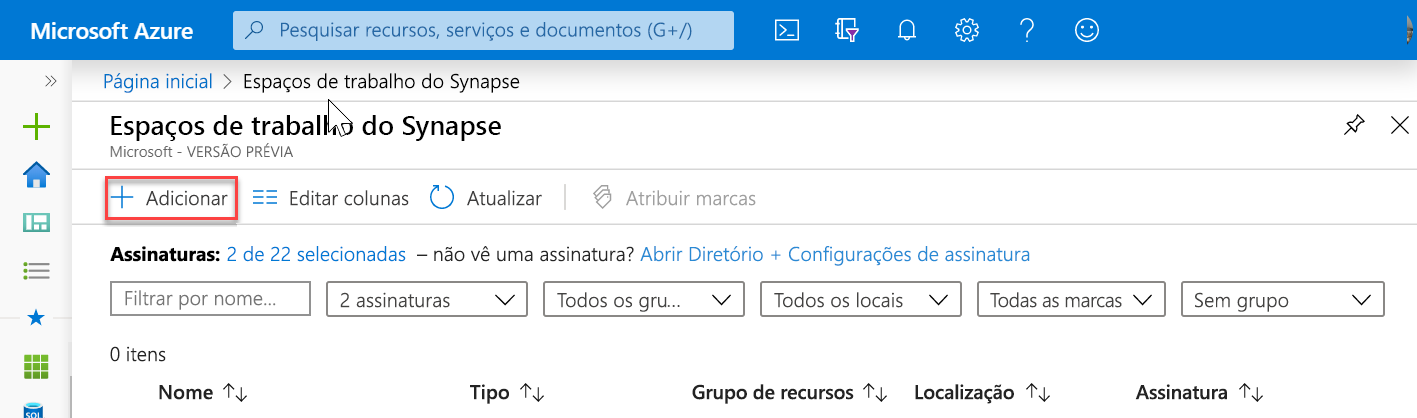 Microsoft Azure Pesquisar recursos, serviços e documentos (G+/)
Página inicial > Espaços de trabalho do Synapse
Espaços de trabalho do Synapse
Microsoft - VERSÃO PRÉVIA
Adicionar Editar colunas Atualizar Atribuir marcas
Assinaturas: 2 de 22 selecionadas – não vê uma assinatura? Abrir Diretório + Configurações de assinatura
Filtrar por nome... 2 assinaturas Todos os gru... Todos os locais Todas as marcas Sem grupo
0 itens
Nome Tipo Grupo de recursos Localização Assinatura
SQL